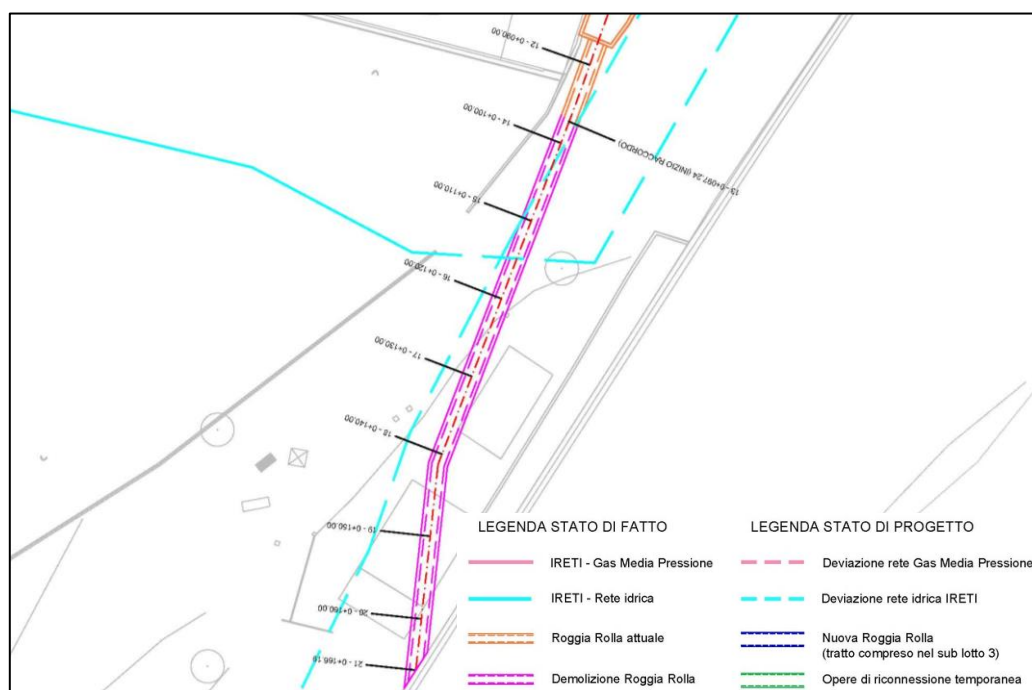 12 - 0+090.00
13 - 0+097.24 (INIZIO RACCORDO)
14 - 0+100.00
15 - 0+110.00
16 - 0+120.00
17 - 0+130.00
18 - 0+140.00
19 - 0+150.00
20 - 0+160.00
21 - 0+166.19
LEGENDA STATO DI FATTO
IRETI - Gas Media Pressione
IRETI - Rete idrica
Roggia Rolla attuale
Demolizione Roggia Rolla
LEGENDA STATO DI PROGETTO
Deviazione rete Gas Media Pressione
Deviazione rete idrica IRETI
Nuova Roggia Rolla
(tratto compreso nel sub lotto 3)
Opere di riconnessione temporanea